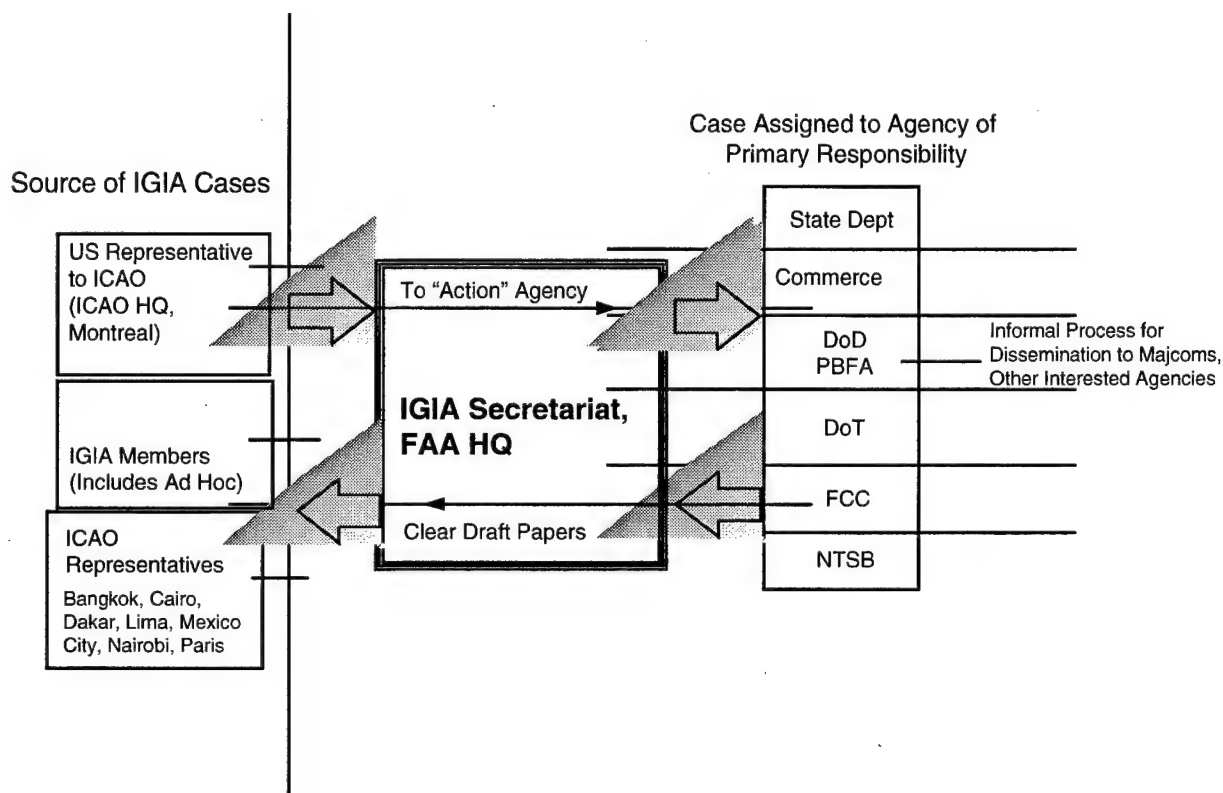 Source of IGIA Cases
US Representative
to ICAO
(ICAO HQ,
Montreal)
IGIA Members
(Includes Ad Hoc)
ICAO
Representatives
Bangkok, Cairo,
Dakar, Lima, Mexico
City, Nairobi, Paris
To “Action” Agency
IGIA Secretariat,
FAA HQ
Clear Draft Papers
Case Assigned to Agency of
Primary Responsibility
State Dept
Commerce
DoD
PBFA
DoT
FCC
NTSB
Informal Process for
Dissemination to Majcoms,
Other Interested Agencies